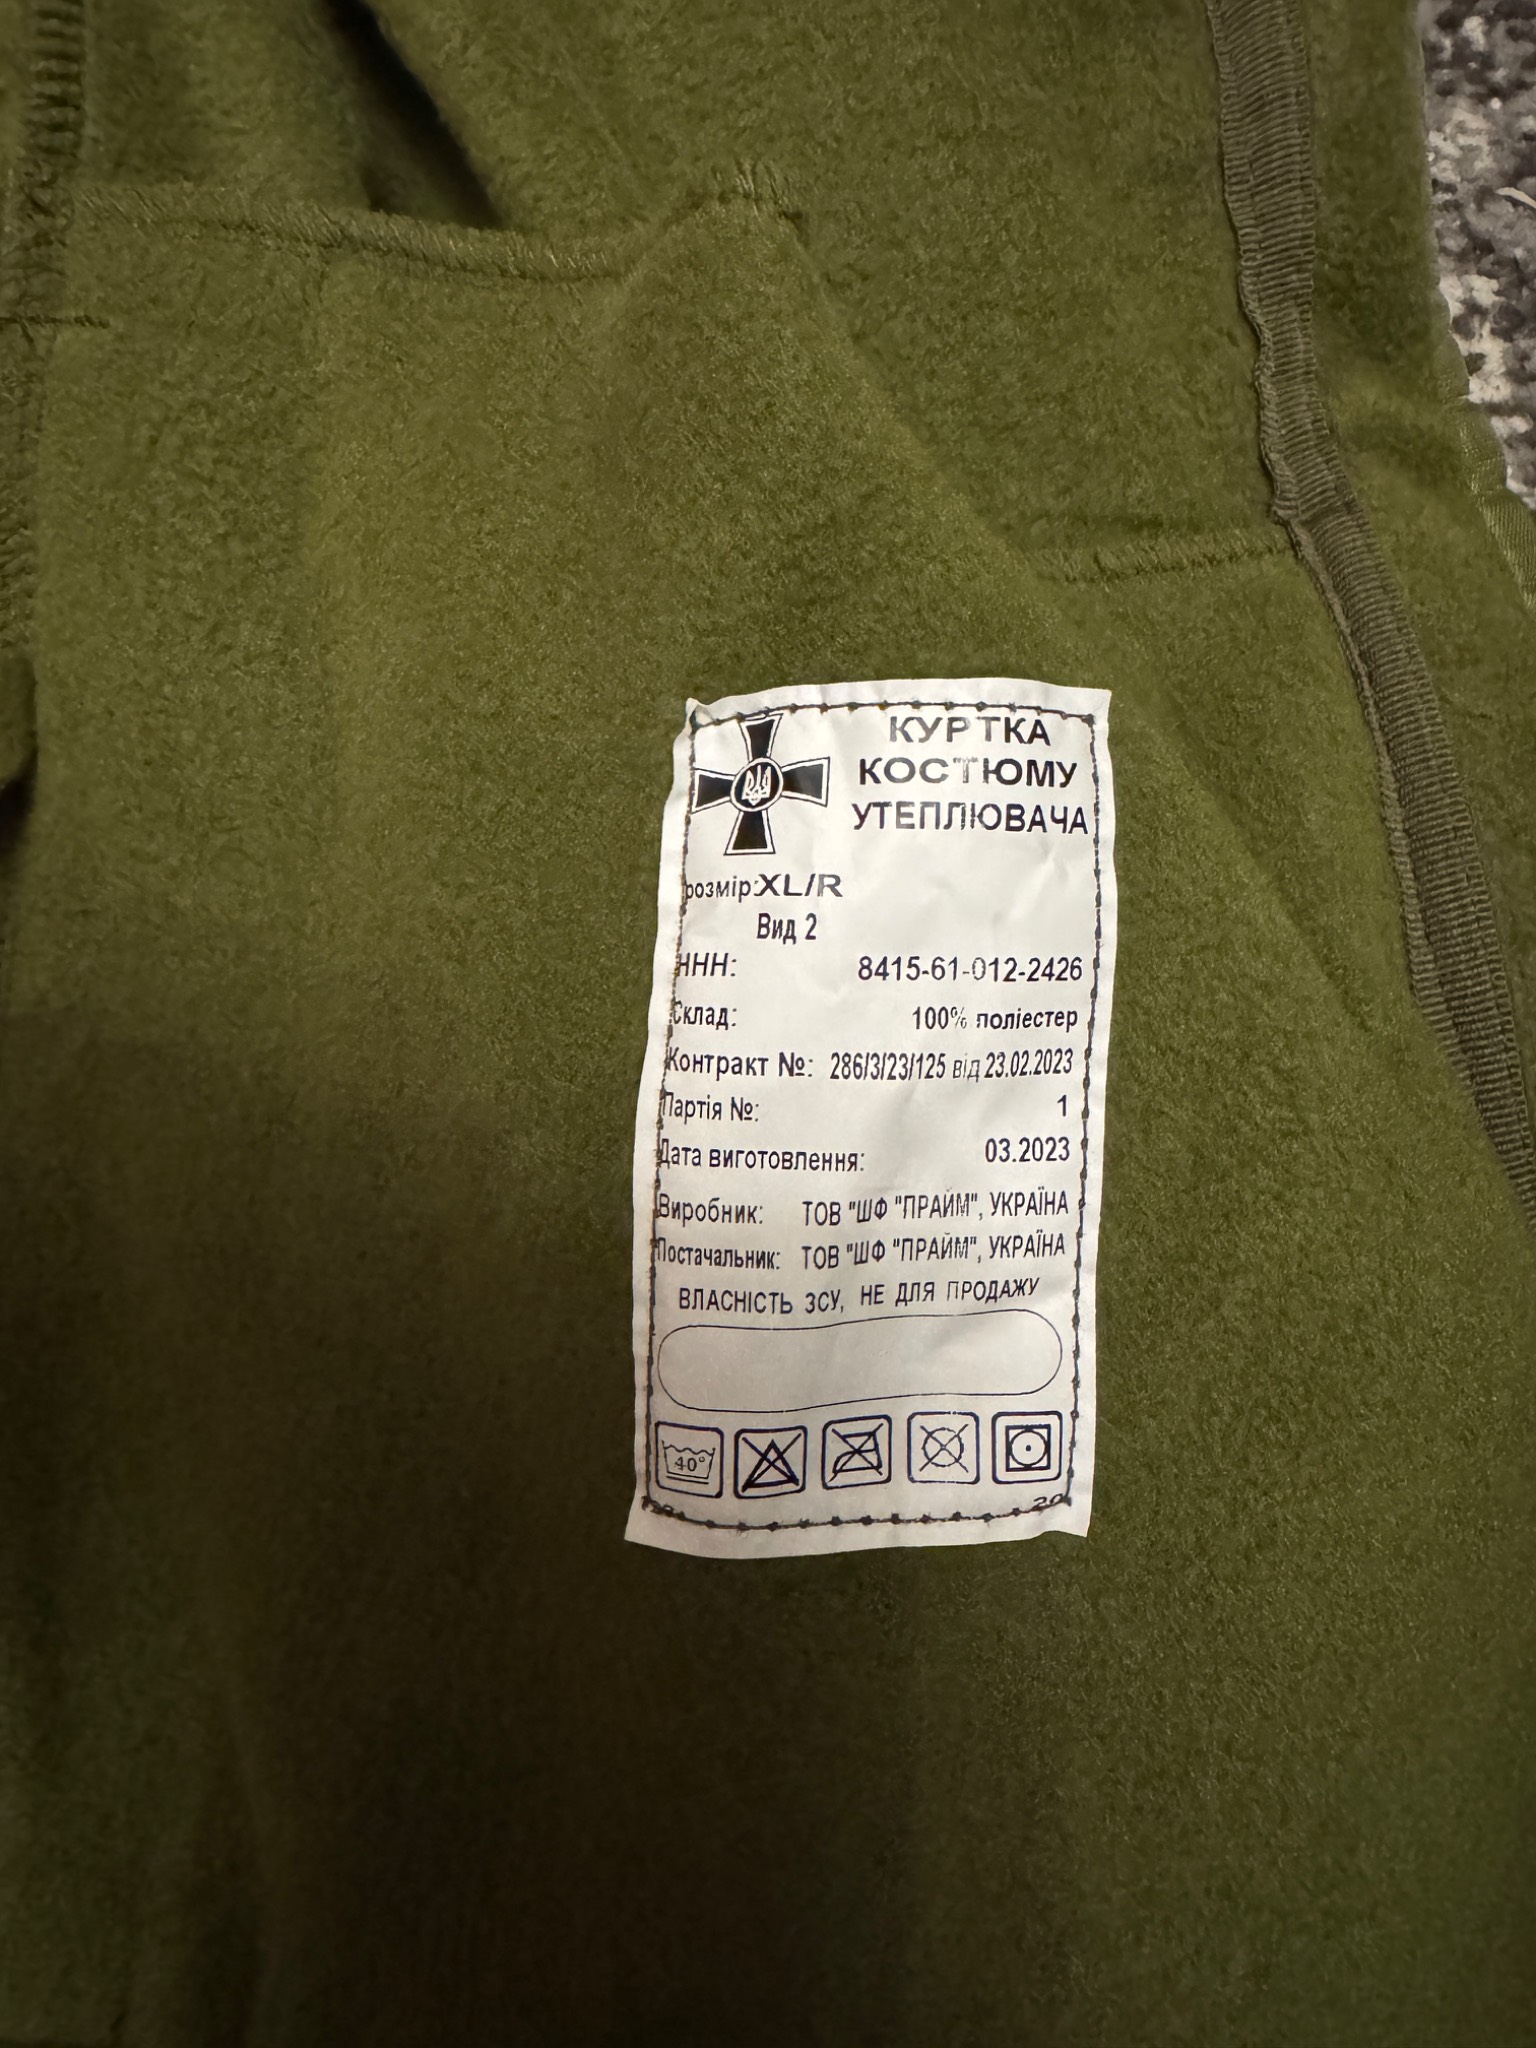 КУРТКА
КОСТЮМУ
УТЕПЛЮВАЧА
розмір:XL/R
Вид 2
ННН: 8415-61-012-2426
Склад: 100% поліестер
Контракт №: 286/3/23/125 від 23.02.2023
Партія №: 1
Дата виготовлення: 03.2023
Виробник: ТОВ "ШФ "ПРАЙМ", УКРАЇНА
Постачальник: ТОВ "ШФ "ПРАЙМ", УКРАЇНА
ВЛАСНІСТЬ ЗСУ, НЕ ДЛЯ ПРОДАЖУ
40°